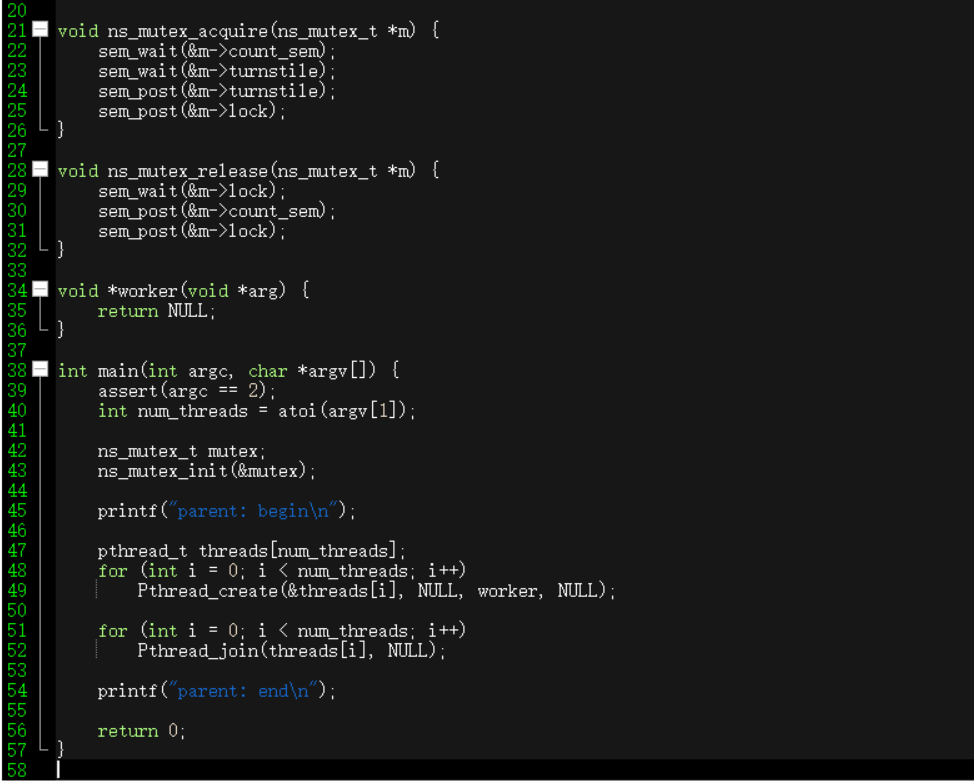 20
21 void ns_mutex_acquire(ns_mutex_t *m) {
22     sem_wait(&m->count_sem);
23     sem_wait(&m->turnstile);
24     sem_post(&m->turnstile);
25     sem_post(&m->lock);
26 }
27
28 void ns_mutex_release(ns_mutex_t *m) {
29     sem_wait(&m->lock);
30     sem_post(&m->count_sem);
31     sem_post(&m->lock);
32 }
33
34 void *worker(void *arg) {
35     return NULL;
36 }
37
38 int main(int argc, char *argv[]) {
39     assert(argc == 2);
40     int num_threads = atoi(argv[1]);
41
42     ns_mutex_t mutex;
43     ns_mutex_init(&mutex);
44
45     printf("parent: begin\n");
46
47     pthread_t threads[num_threads];
48     for (int i = 0; i < num_threads; i++)
49         Pthread_create(&threads[i], NULL, worker, NULL);
50
51     for (int i = 0; i < num_threads; i++)
52         Pthread_join(threads[i], NULL);
53
54     printf("parent: end\n");
55
56     return 0;
57 }
58